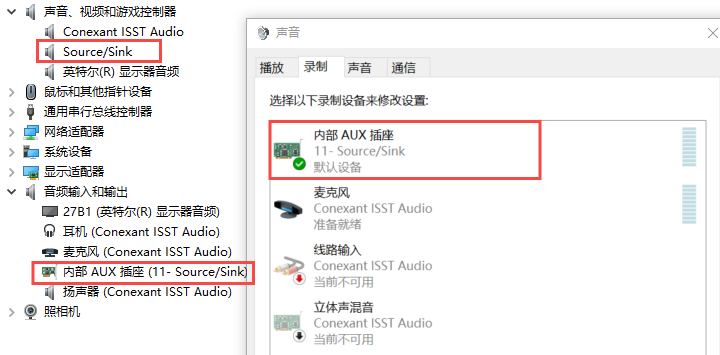 声音、视频和游戏控制器
Conexant ISST Audio
Source/Sink
英特尔(R) 显示器音频
鼠标和其他指针设备
通用串行总线控制器
网络适配器
系统设备
显示适配器
音频输入和输出
27B1 (英特尔(R) 显示器音频)
耳机 (Conexant ISST Audio)
麦克风 (Conexant ISST Audio)
内部 AUX 插座 (11- Source/Sink)
扬声器 (Conexant ISST Audio)
照相机
声音
播放 录制 声音 通信
选择以下录制设备来修改设置:
内部 AUX 插座
11- Source/Sink
默认设备
麦克风
Conexant ISST Audio
准备就绪
线路输入
Conexant ISST Audio
当前不可用
立体声混音
Conexant ISST Audio
当前不可用